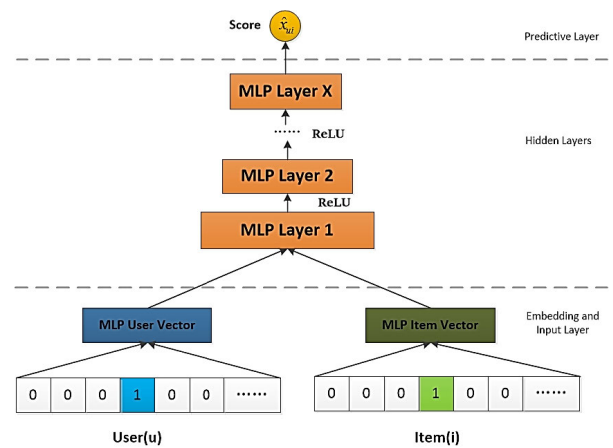 Score x̂ui
Predictive Layer
MLP Layer X
······ ReLU
Hidden Layers
MLP Layer 2
ReLU
MLP Layer 1
MLP User Vector
MLP Item Vector
Embedding and
Input Layer
0 0 0 1 0 0 ······
0 0 0 1 0 0 ······
User(u)
Item(i)